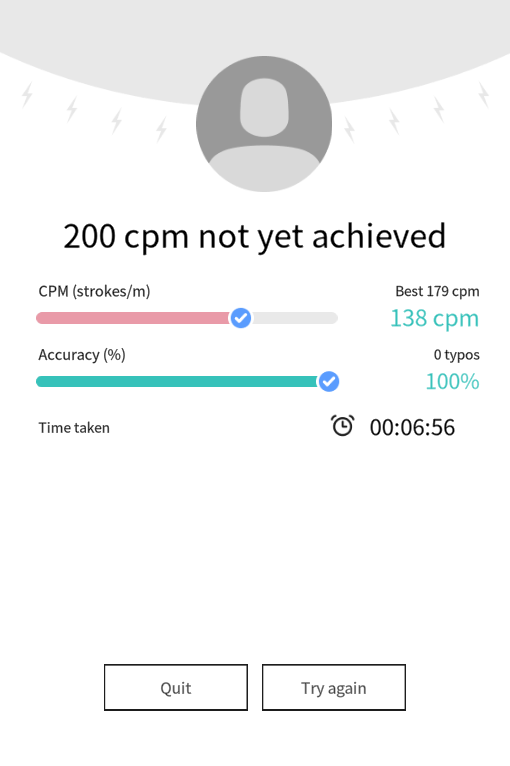 200 cpm not yet achieved
CPM (strokes/m)
Best 179 cpm
138 cpm
Accuracy (%)
0 typos
100%
Time taken
00:06:56
Quit
Try again